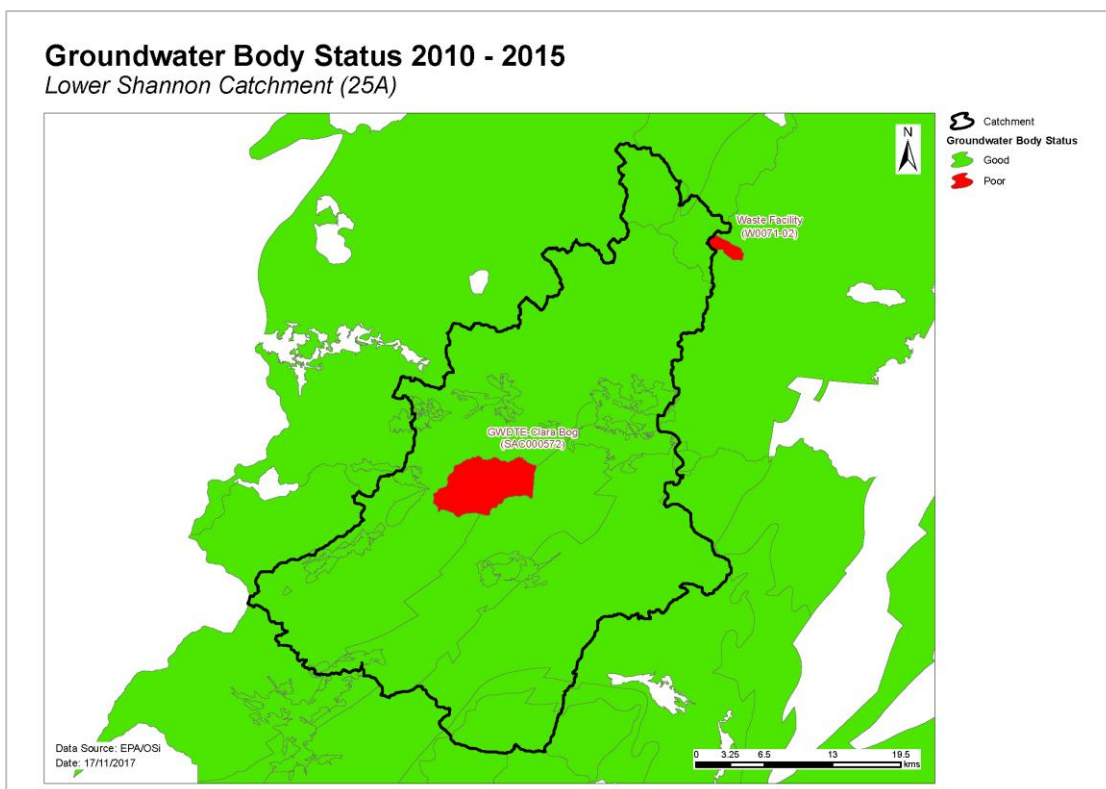 Groundwater Body Status 2010 - 2015
Lower Shannon Catchment (25A)
N
Catchment
Groundwater Body Status
Good
Poor
Waste Facility
(W0071-02)
GWDTE-Clara Bog
(SAC000572)
Data Source: EPA/OSi
Date: 17/11/2017
0 3.25 6.5 13 19.5
kms